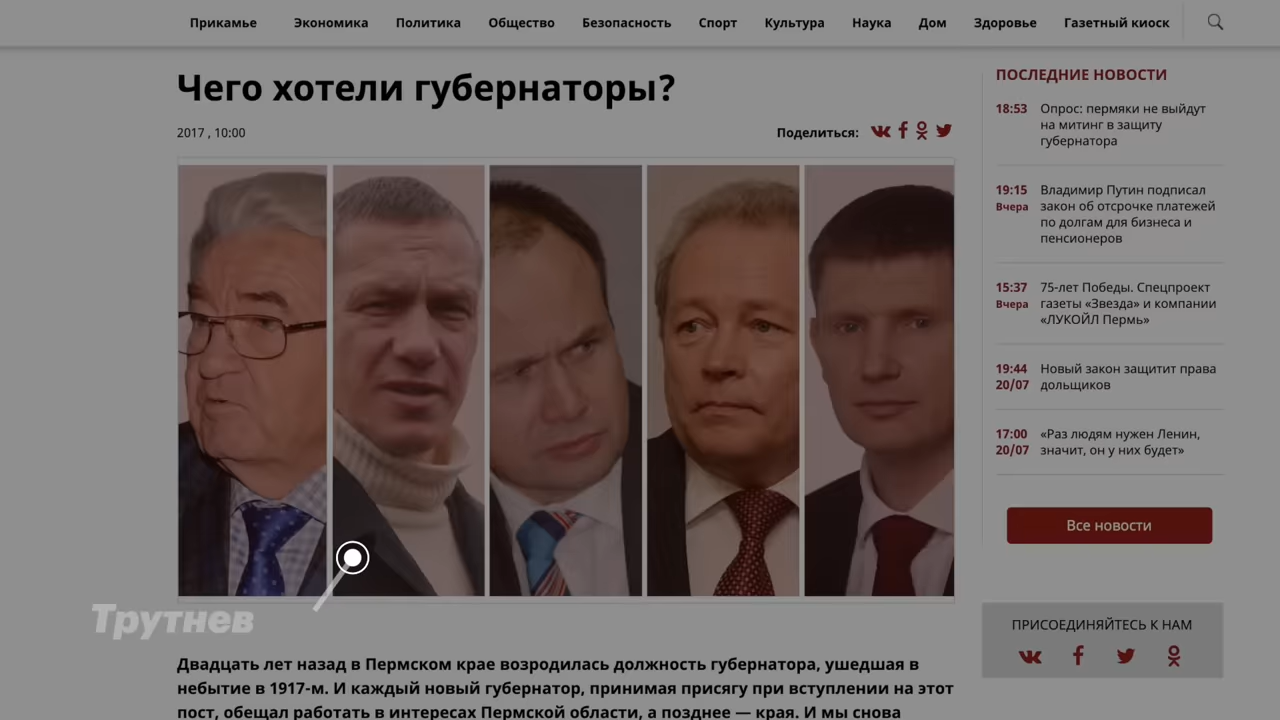 Прикамье Экономика Политика Общество Безопасность Спорт Культура Наука Дом Здоровье Газетный киоск
Чего хотели губернаторы?
2017 , 10:00
Поделиться:
Трутнев
Двадцать лет назад в Пермском крае возродилась должность губернатора, ушедшая в
небытие в 1917-м. И каждый новый губернатор, принимая присягу при вступлении на этот
пост, обещал работать в интересах Пермской области, а позднее — края. И мы снова
ПОСЛЕДНИЕ НОВОСТИ
18:53 Опрос: пермяки не выйдут
на митинг в защиту
губернатора
19:15 Владимир Путин подписал
Вчера закон об отсрочке платежей
по долгам для бизнеса и
пенсионеров
15:37 75-лет Победы. Спецпроект
Вчера газеты «Звезда» и компании
«ЛУКОЙЛ Пермь»
19:44 Новый закон защитит права
20/07 дольщиков
17:00 «Раз людям нужен Ленин,
20/07 значит, он у них будет»
Все новости
ПРИСОЕДИНЯЙТЕСЬ К НАМ